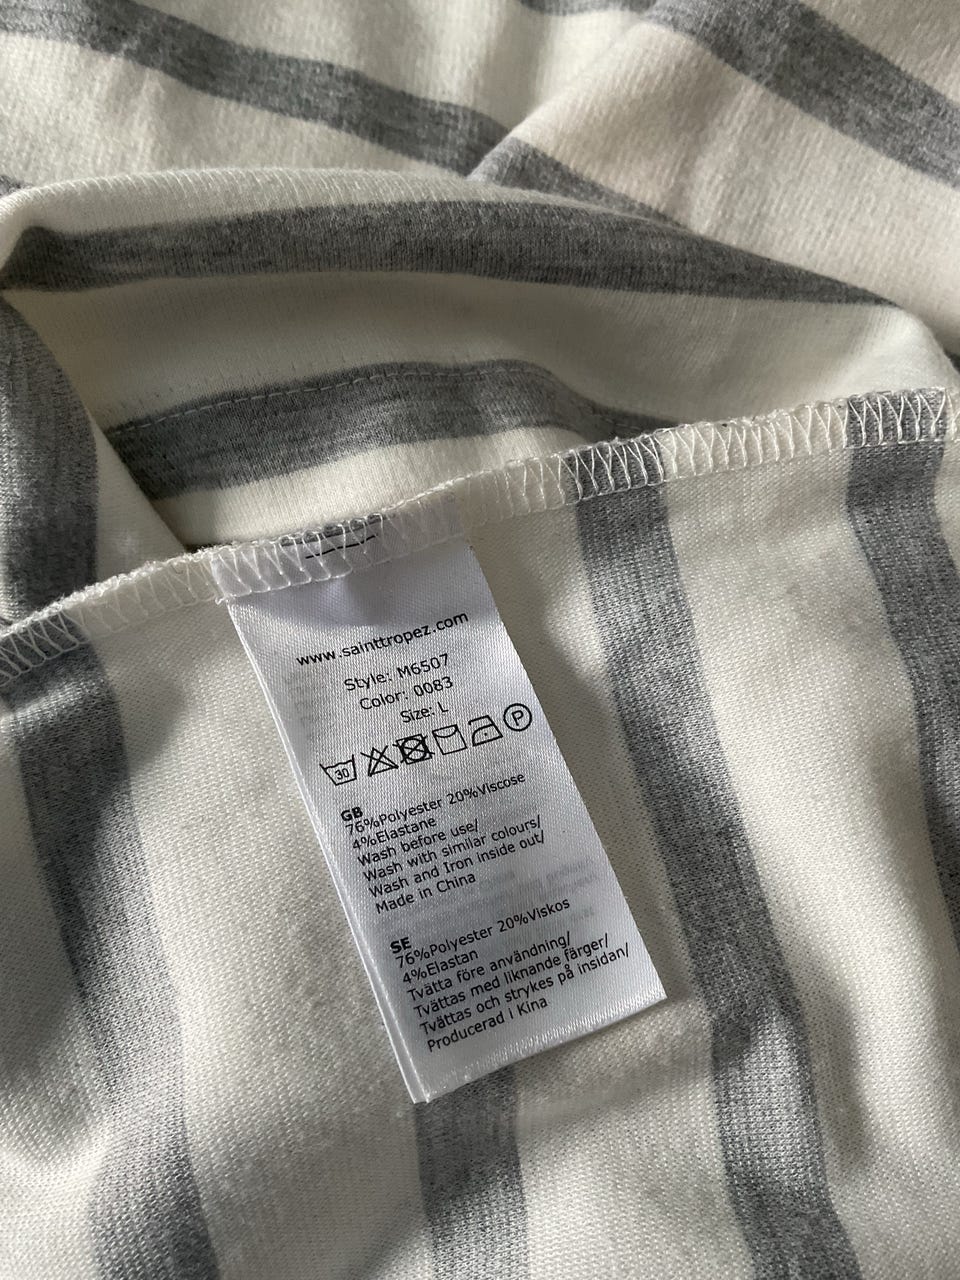 www.sainttropez.com
Style: M6507
Color: 0083
Size: L
30 P
GB
76%Polyester 20%Viscose
4%Elastane
Wash before use/
Wash with similar colours/
Wash and Iron inside out/
Made in China
SE
76%Polyester 20%Viskos
4%Elastan
Tvätta före användning/
Tvättas med liknande färger/
Tvättas och strykes på insidan/
Producerad i Kina